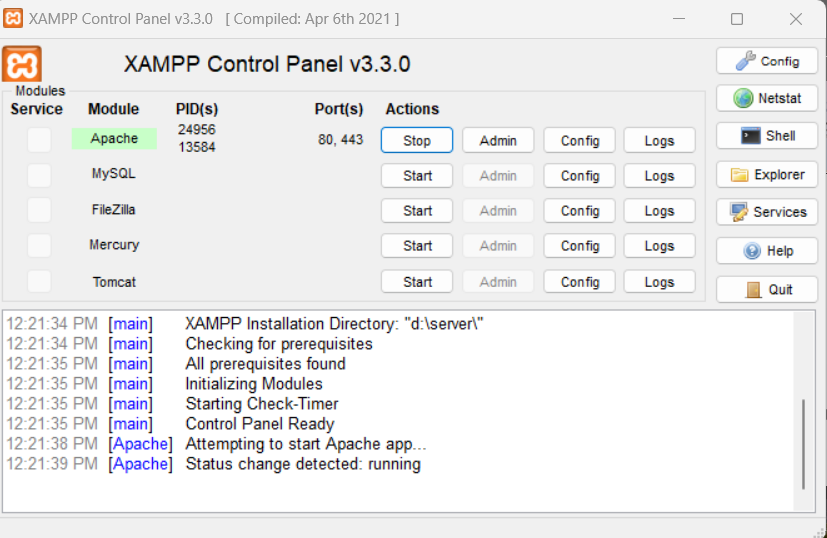 XAMPP Control Panel v3.3.0 [ Compiled: Apr 6th 2021 ]
XAMPP Control Panel v3.3.0
Config
Modules
Service Module PID(s) Port(s) Actions
Netstat
Apache 24956 13584 80, 443 Stop Admin Config Logs
Shell
MySQL Start Admin Config Logs
Explorer
FileZilla Start Admin Config Logs
Services
Mercury Start Admin Config Logs
Help
Tomcat Start Admin Config Logs
Quit
12:21:34 PM [main] XAMPP Installation Directory: "d:\server\"
12:21:34 PM [main] Checking for prerequisites
12:21:35 PM [main] All prerequisites found
12:21:35 PM [main] Initializing Modules
12:21:35 PM [main] Starting Check-Timer
12:21:35 PM [main] Control Panel Ready
12:21:38 PM [Apache] Attempting to start Apache app...
12:21:39 PM [Apache] Status change detected: running